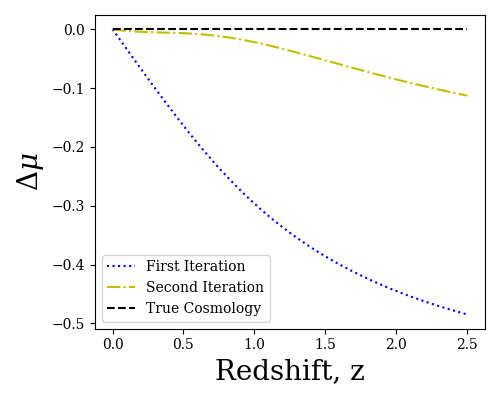 0.0
−0.1
−0.2
−0.3
−0.4
−0.5
Δμ
First Iteration
Second Iteration
True Cosmology
0.0 0.5 1.0 1.5 2.0 2.5
Redshift, z